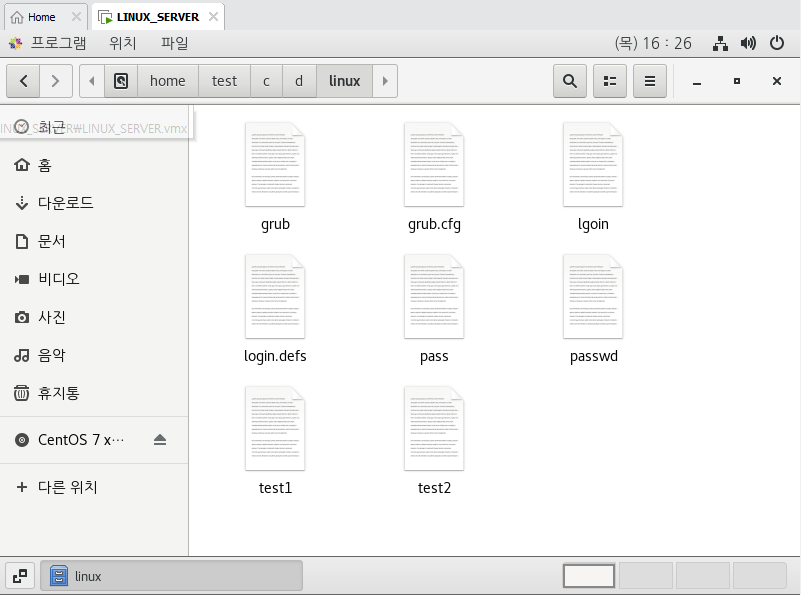 Home
LINUX_SERVER
프로그램 위치 파일 (목) 16 : 26
home test c d linux
최근
INUX_SERVER₩LINUX_SERVER.vmx
홈
다운로드
문서
비디오
사진
음악
휴지통
CentOS 7 x···
다른 위치
grub grub.cfg lgoin
login.defs pass passwd
test1 test2
linux